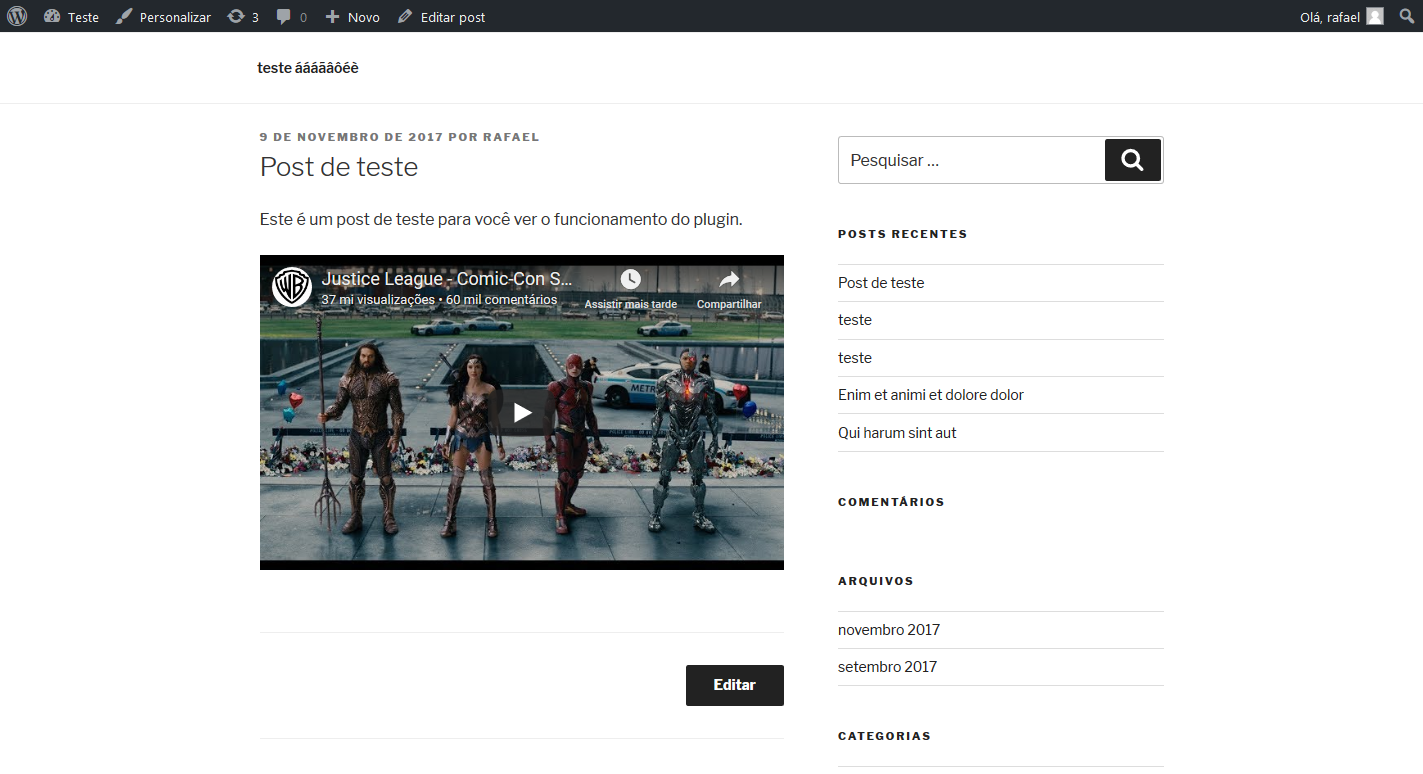 Teste
Personalizar
3
0
Novo
Editar post
Olá, rafael
teste ááááâôéè
9 DE NOVEMBRO DE 2017 POR RAFAEL
Post de teste
Este é um post de teste para você ver o funcionamento do plugin.
Justice League - Comic-Con S...
37 mi visualizações • 60 mil comentários
Assistir mais tarde
Compartilhar
METR
Editar
Pesquisar …
POSTS RECENTES
Post de teste
teste
teste
Enim et animi et dolore dolor
Qui harum sint aut
COMENTÁRIOS
ARQUIVOS
novembro 2017
setembro 2017
CATEGORIAS